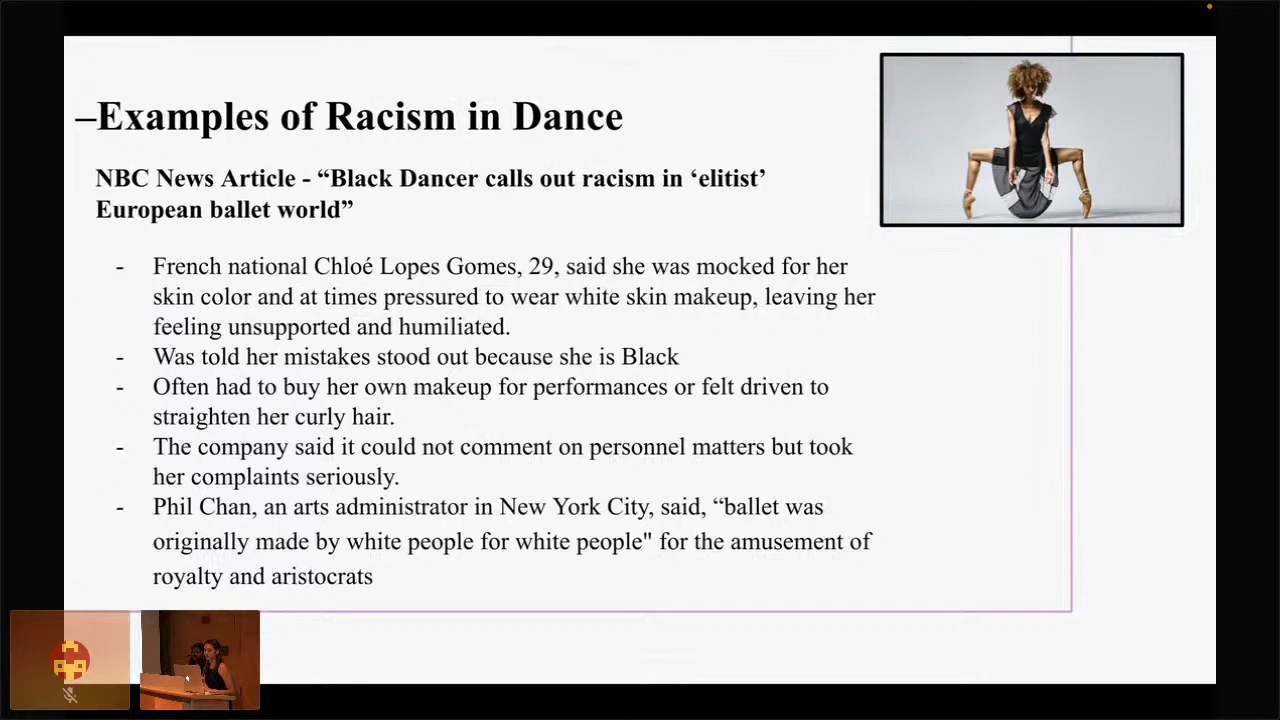 –Examples of Racism in Dance
NBC News Article - “Black Dancer calls out racism in ‘elitist’
European ballet world”
- French national Chloé Lopes Gomes, 29, said she was mocked for her
skin color and at times pressured to wear white skin makeup, leaving her
feeling unsupported and humiliated.
- Was told her mistakes stood out because she is Black
- Often had to buy her own makeup for performances or felt driven to
straighten her curly hair.
- The company said it could not comment on personnel matters but took
her complaints seriously.
- Phil Chan, an arts administrator in New York City, said, “ballet was
originally made by white people for white people" for the amusement of
royalty and aristocrats